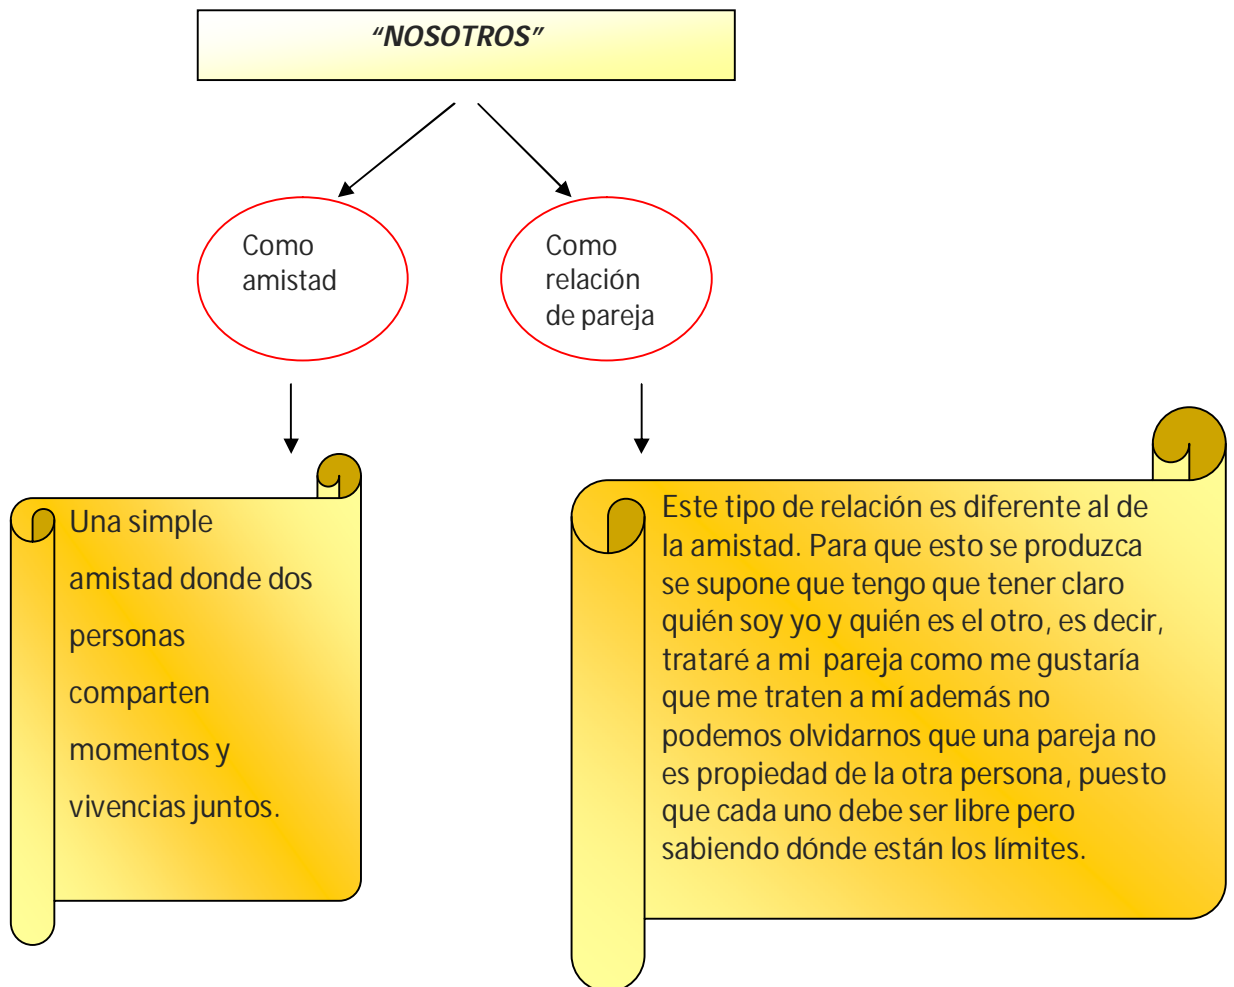 “NOSOTROS”
Como
amistad
Como
relación
de pareja
Una simple
amistad donde dos
personas
comparten
momentos y
vivencias juntos.
Este tipo de relación es diferente al de
la amistad. Para que esto se produzca
se supone que tengo que tener claro
quién soy yo y quién es el otro, es decir,
trataré a mi pareja como me gustaría
que me traten a mí además no
podemos olvidarnos que una pareja no
es propiedad de la otra persona, puesto
que cada uno debe ser libre pero
sabiendo dónde están los límites.